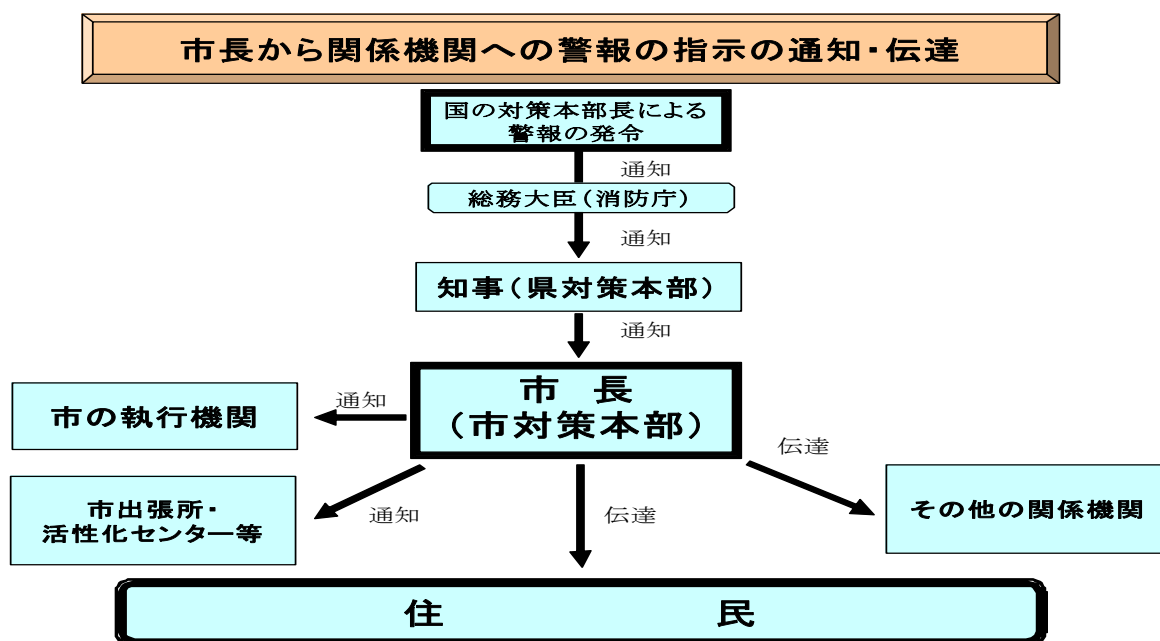 市長から関係機関への警報の指示の通知・伝達
国の対策本部長による
警報の発令
通知
総務大臣（消防庁）
通知
知事（県対策本部）
通知
市　長
（市対策本部）
通知
市の執行機関
伝達
市出張所・
活性化センター等
通知
伝達
その他の関係機関
住　民